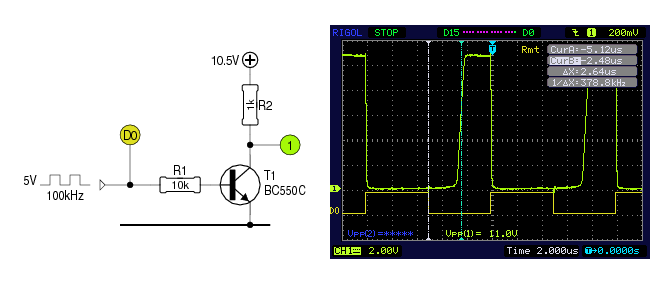 10.5V
1k
R2
D0
1
R1
10k
T1
BC550C
5V
100kHz
RIGOL STOP D15 D0 1 200mV
T
Rmt
CurA=-5.12us
CurB=-2.48us
ΔX=2.64us
1/ΔX=378.8kHz
1
D0
Vpp(2)=***** Vpp(1)= 11.0V
CH1 2.00V Time 2.000us T→0.0000s